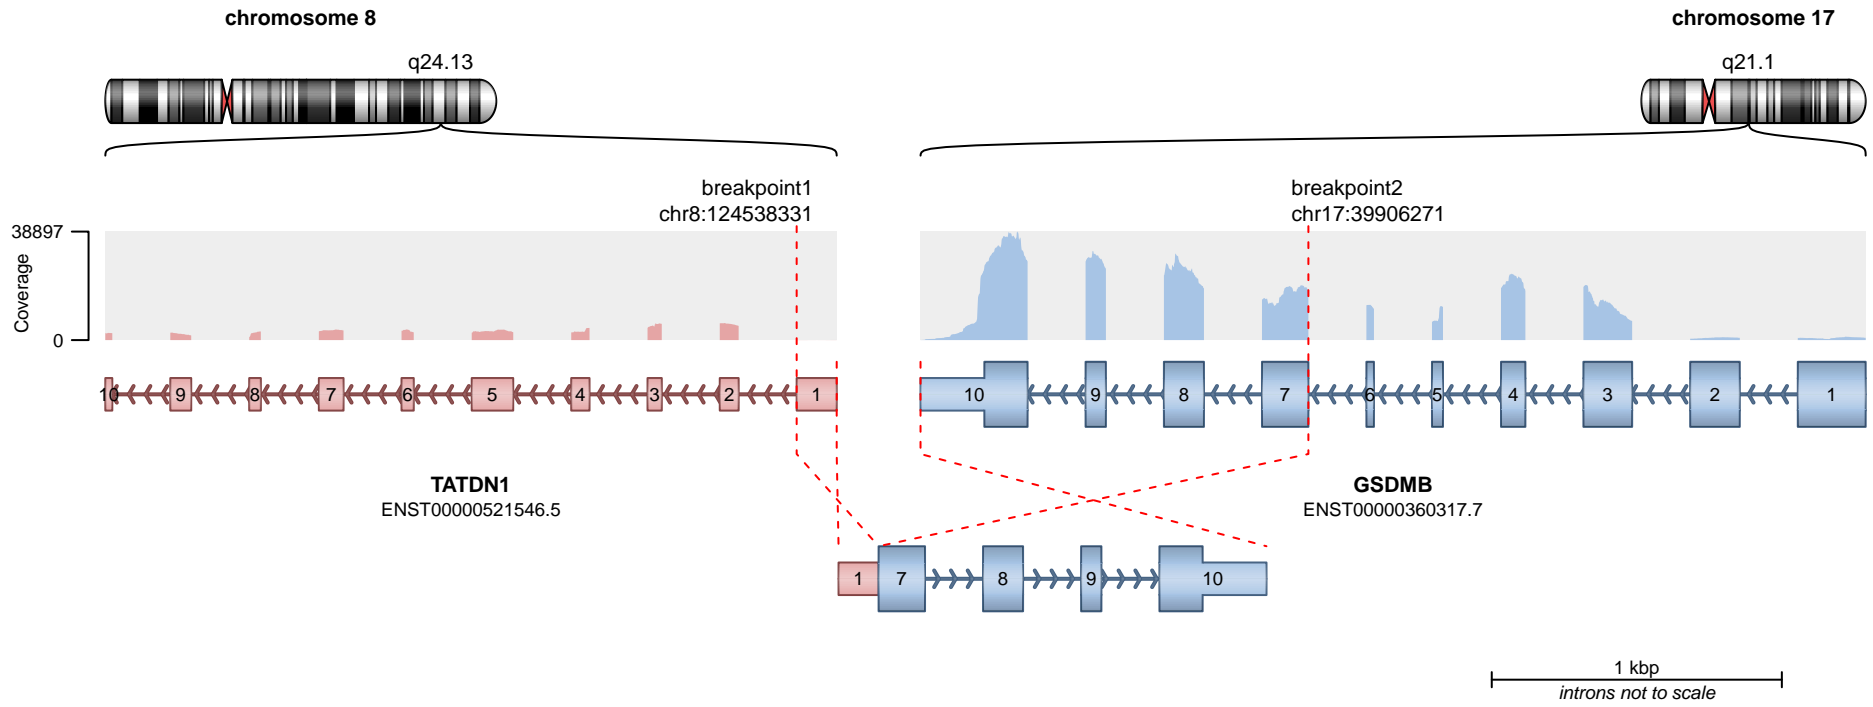 chromosome 8
chromosome 17
q24.13
q21.1
breakpoint1
chr8:124538331
breakpoint2
chr17:39906271
38897
Coverage
0
10 9 8 7 6 5 4 3 2 1
10 9 8 7 6 5 4 3 2 1
TATDN1
ENST00000521546.5
GSDMB
ENST00000360317.7
1 7 8 9 10
1 kbp
introns not to scale